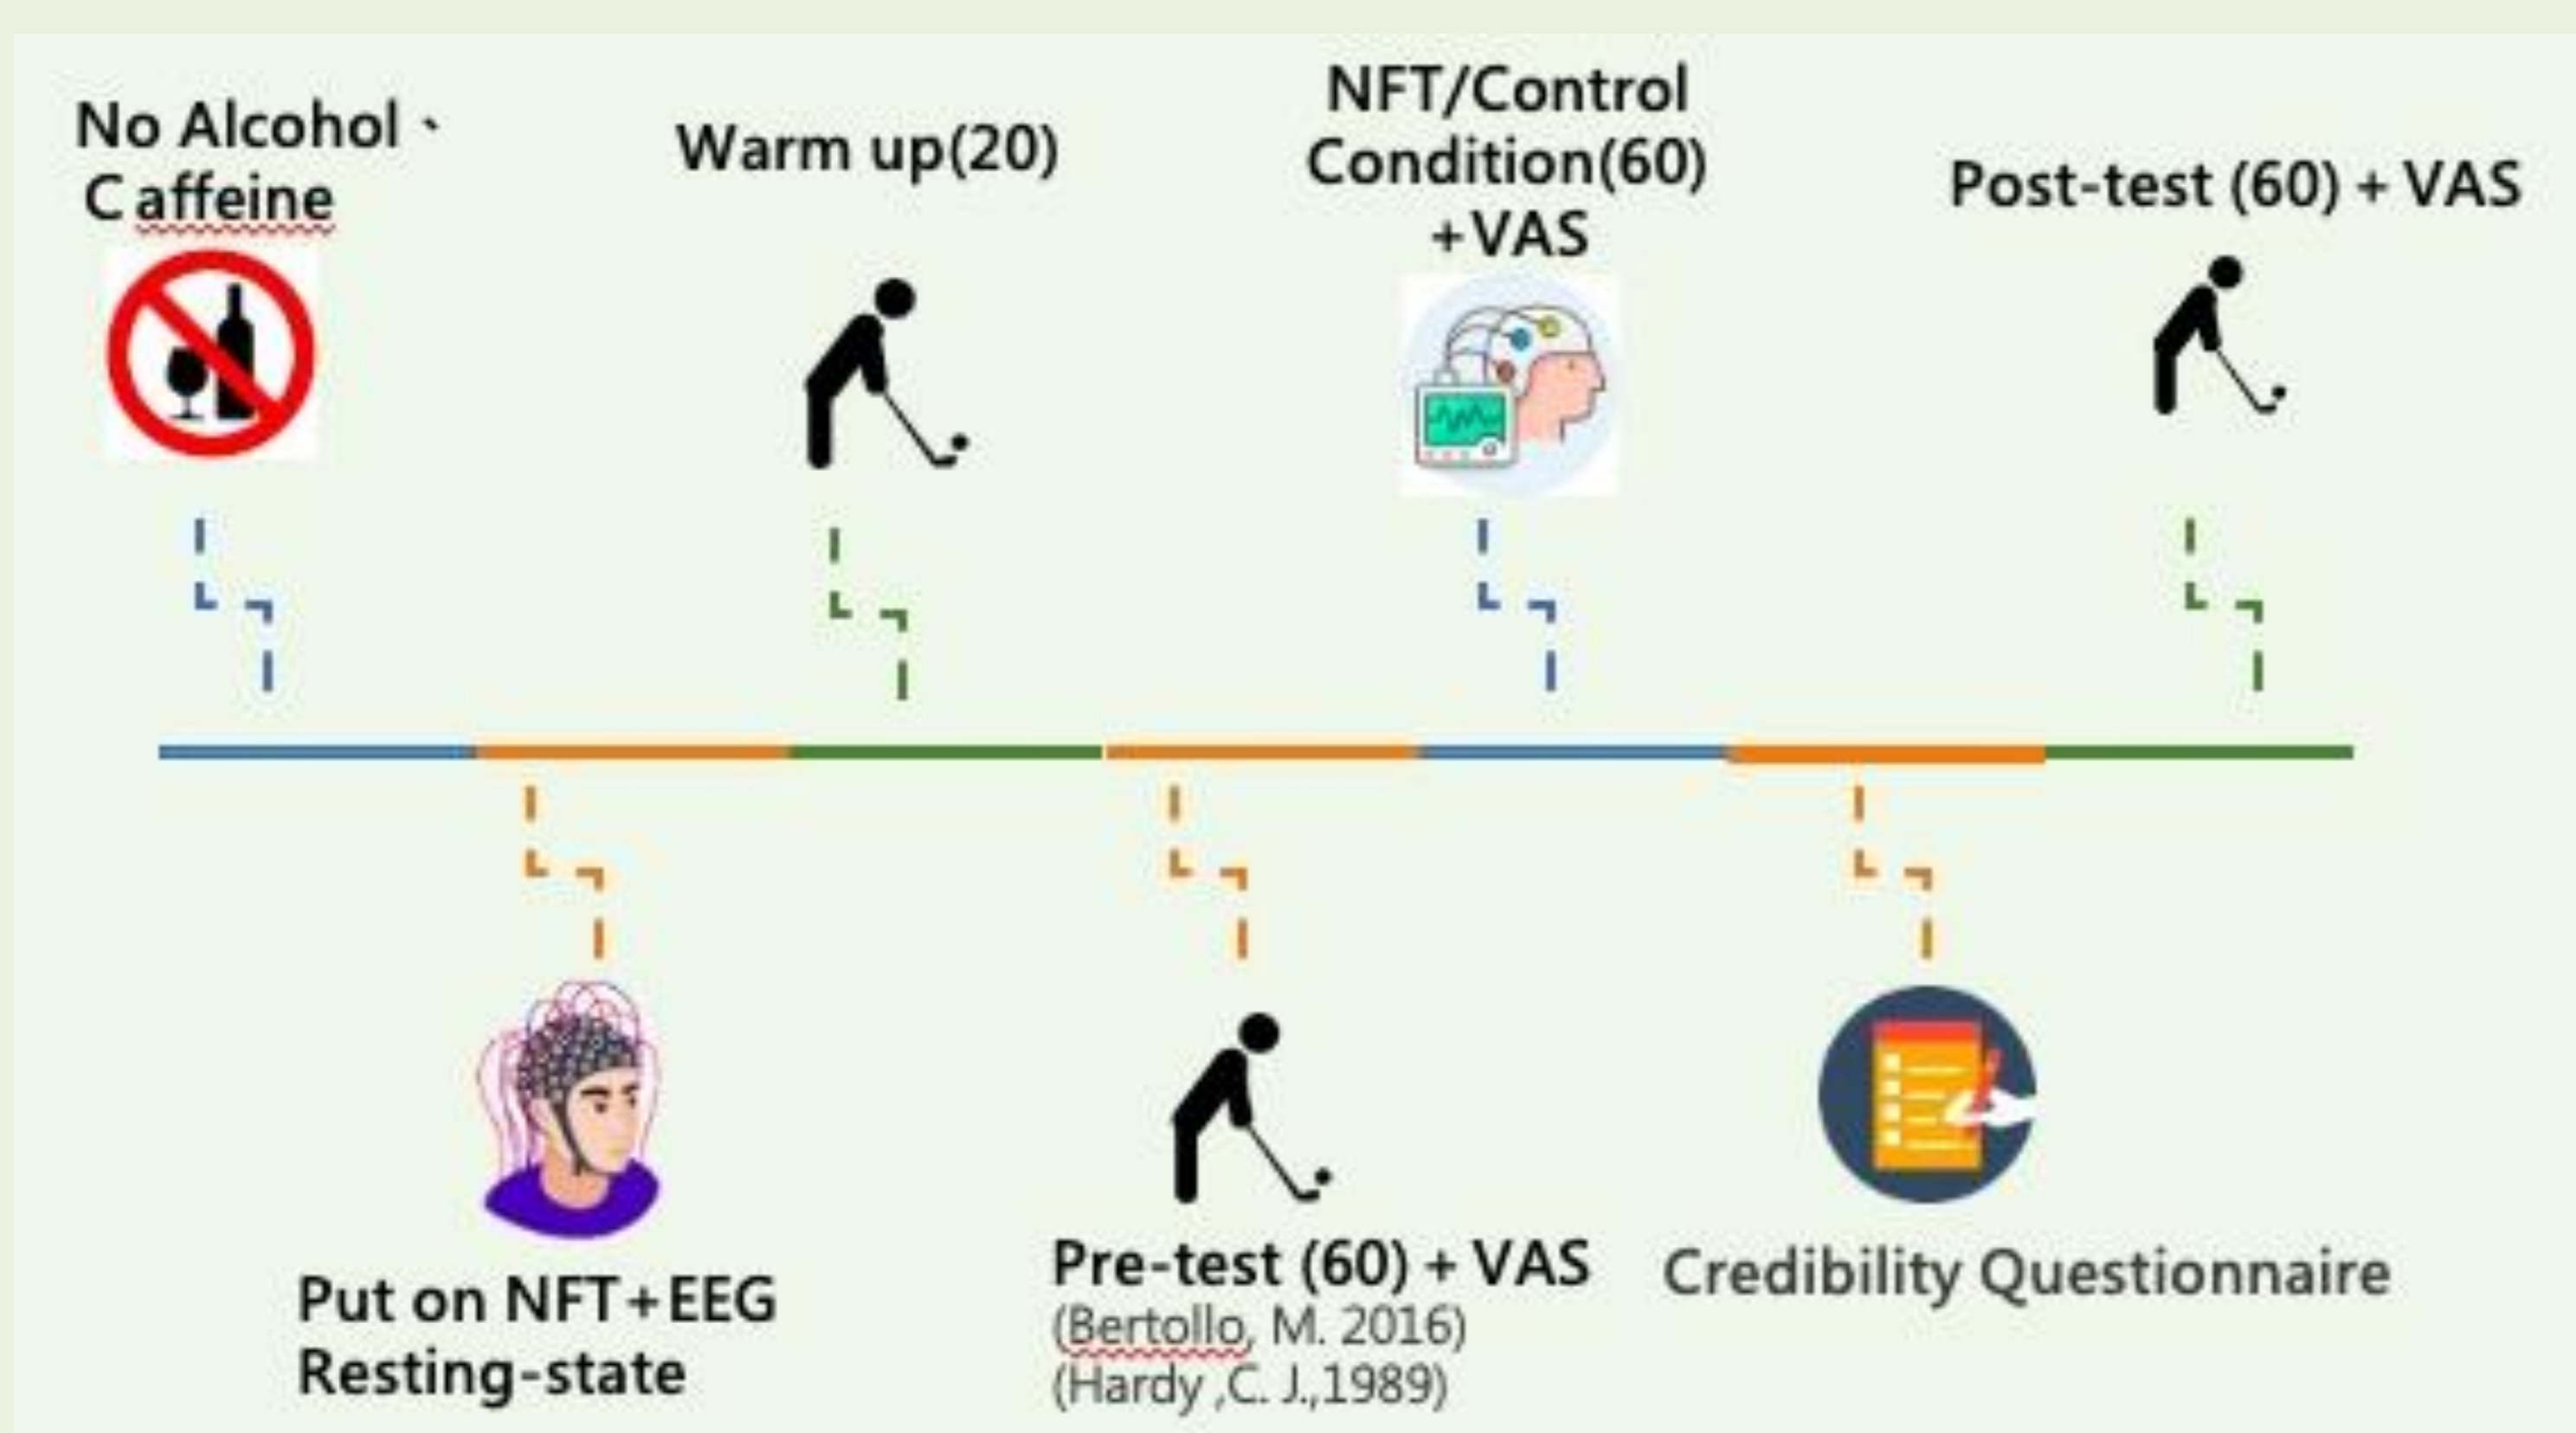 No Alcohol、
Caffeine
Warm up(20)
NFT/Control
Condition(60)
+VAS
Post-test (60) + VAS
Put on NFT+EEG
Resting-state
Pre-test (60) + VAS
(Bertollo, M. 2016)
(Hardy ,C. J.,1989)
Credibility Questionnaire